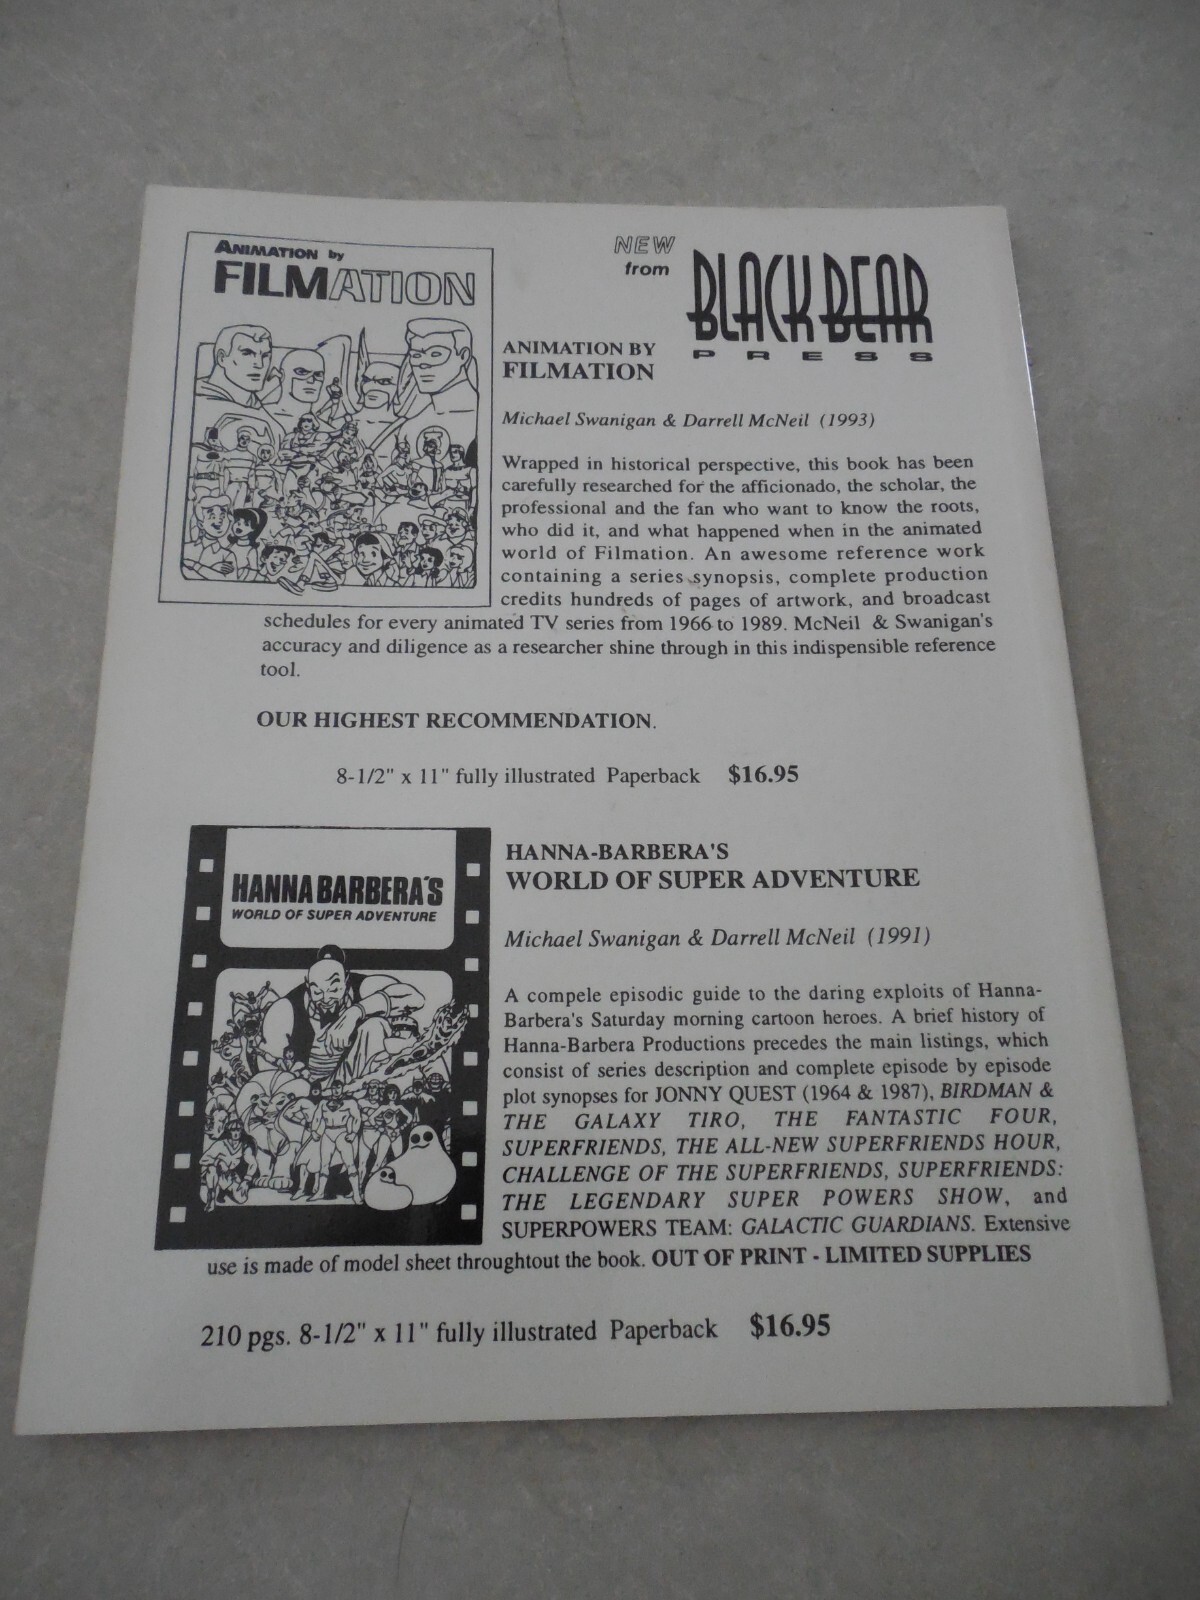 ANIMATION by
FILMATION
NEW
from
BLACK BEAR
PRESS
ANIMATION BY
FILMATION
Michael Swanigan & Darrell McNeil (1993)
Wrapped in historical perspective, this book has been
carefully researched for the afficionado, the scholar, the
professional and the fan who want to know the roots,
who did it, and what happened when in the animated
world of Filmation. An awesome reference work
containing a series synopsis, complete production
credits hundreds of pages of artwork, and broadcast
schedules for every animated TV series from 1966 to 1989. McNeil & Swanigan's
accuracy and diligence as a researcher shine through in this indispensible reference
tool.
OUR HIGHEST RECOMMENDATION.
8-1/2" x 11" fully illustrated Paperback $16.95
HANNA BARBERA'S
WORLD OF SUPER ADVENTURE
HANNA-BARBERA'S
WORLD OF SUPER ADVENTURE
Michael Swanigan & Darrell McNeil (1991)
A compele episodic guide to the daring exploits of Hanna-
Barbera's Saturday morning cartoon heroes. A brief history of
Hanna-Barbera Productions precedes the main listings, which
consist of series description and complete episode by episode
plot synopses for JONNY QUEST (1964 & 1987), BIRDMAN &
THE GALAXY TIRO, THE FANTASTIC FOUR,
SUPERFRIENDS, THE ALL-NEW SUPERFRIENDS HOUR,
CHALLENGE OF THE SUPERFRIENDS, SUPERFRIENDS:
THE LEGENDARY SUPER POWERS SHOW, and
SUPERPOWERS TEAM: GALACTIC GUARDIANS. Extensive
use is made of model sheet throughtout the book. OUT OF PRINT - LIMITED SUPPLIES
210 pgs. 8-1/2" x 11" fully illustrated Paperback $16.95